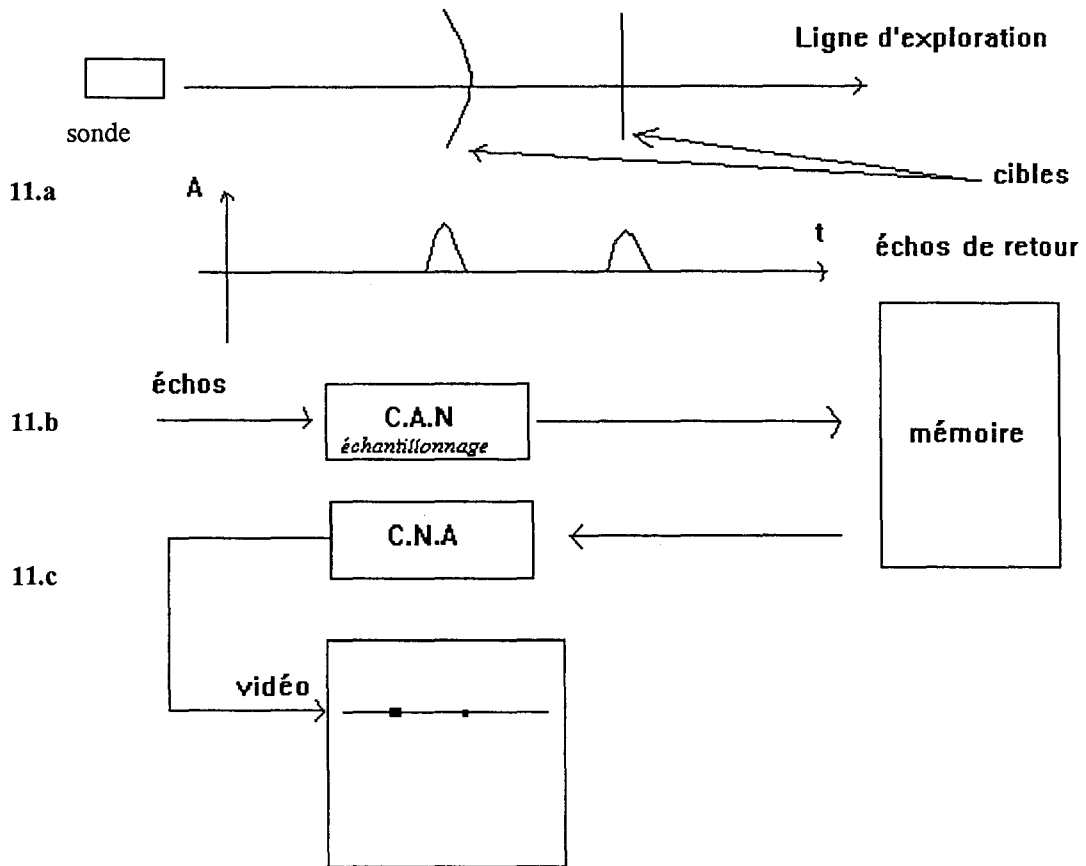 Ligne d'exploration
sonde
cibles
11.a
A
t
échos de retour
échos
11.b
C.A.N
échantillonnage
mémoire
C.N.A
11.c
vidéo